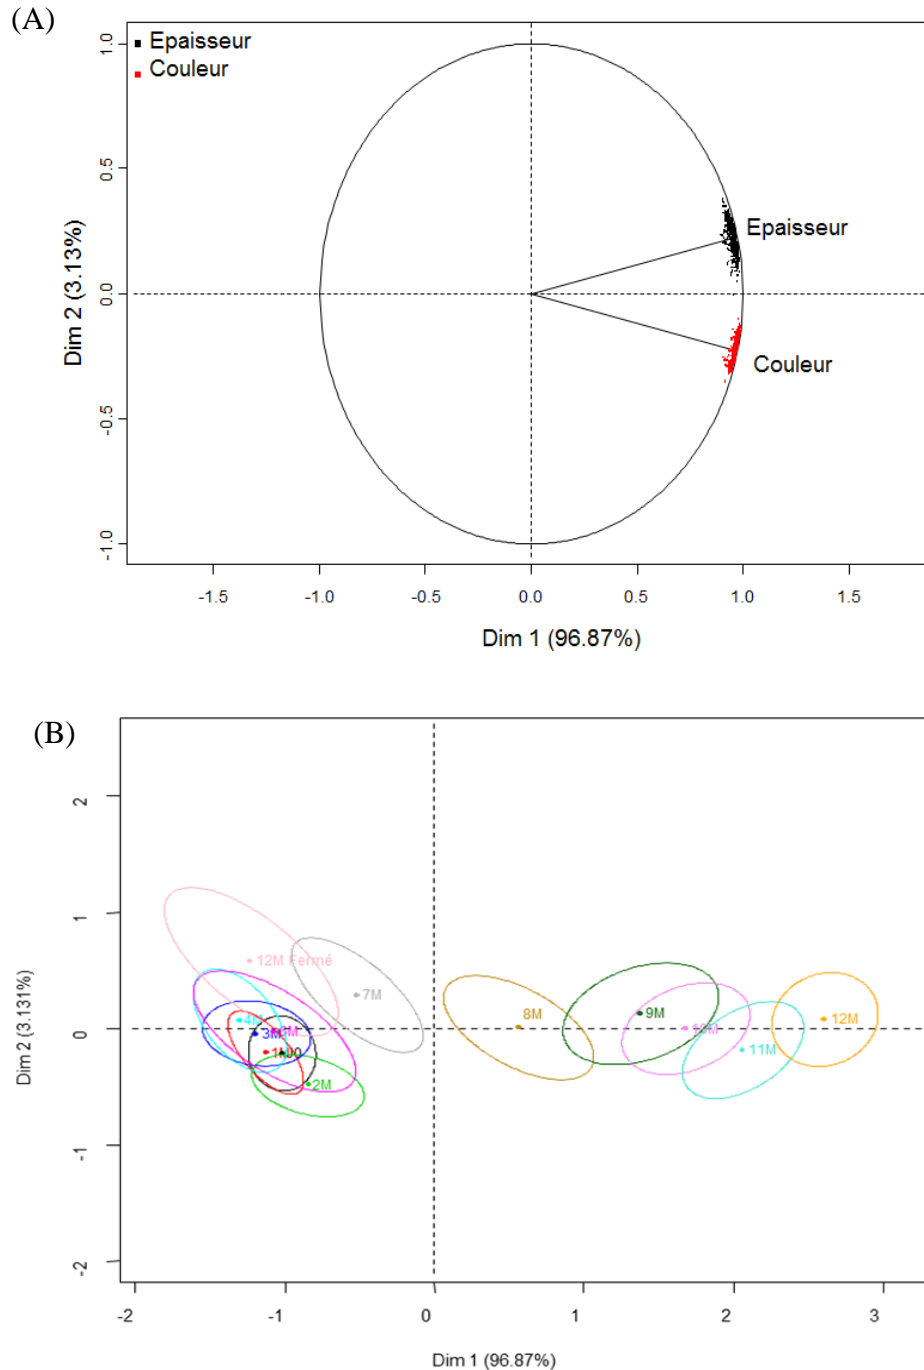 (A)
Epaisseur
Couleur
1.0
0.5
0.0
-0.5
-1.0
Dim 2 (3.13%)
Epaisseur
Couleur
-1.5
-1.0
-0.5
0.0
0.5
1.0
1.5
Dim 1 (96.87%)
(B)
2
1
0
-1
-2
Dim 2 (3.131%)
12M Fermé
7M
4M
3M
2M
8M
9M
11M
12M
-2
-1
0
1
2
3
Dim 1 (96.87%)